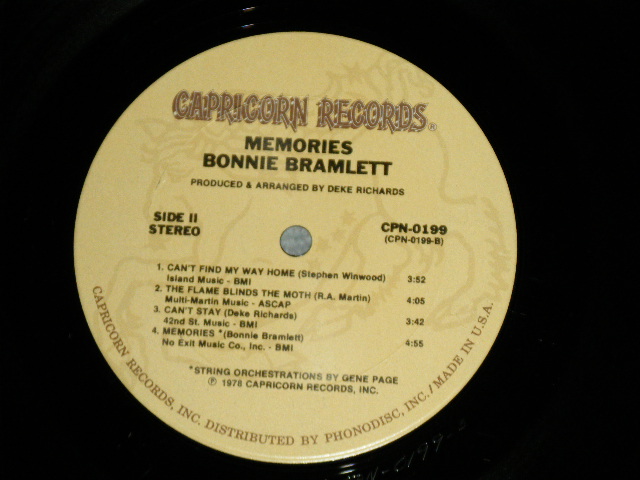 CAPRICORN RECORDS®
MEMORIES
BONNIE BRAMLETT
PRODUCED & ARRANGED BY DEKE RICHARDS
SIDE II
STEREO
CPN-0199
(CPN-0199-B)
1. CAN'T FIND MY WAY HOME (Stephen Winwood) 3:52
Island Music - BMI
2. THE FLAME BLINDS THE MOTH (R.A. Martin) 4:05
Multi-Martin Music - ASCAP
3. CAN'T STAY (Deke Richards) 3:42
42nd St. Music - BMI
4. MEMORIES *(Bonnie Bramlett) 4:55
No Exit Music Co., Inc. - BMI
*STRING ORCHESTRATIONS BY GENE PAGE
℗ 1978 CAPRICORN RECORDS, INC.
CAPRICORN RECORDS, INC. DISTRIBUTED BY PHONODISC, INC. / MADE IN U.S.A.